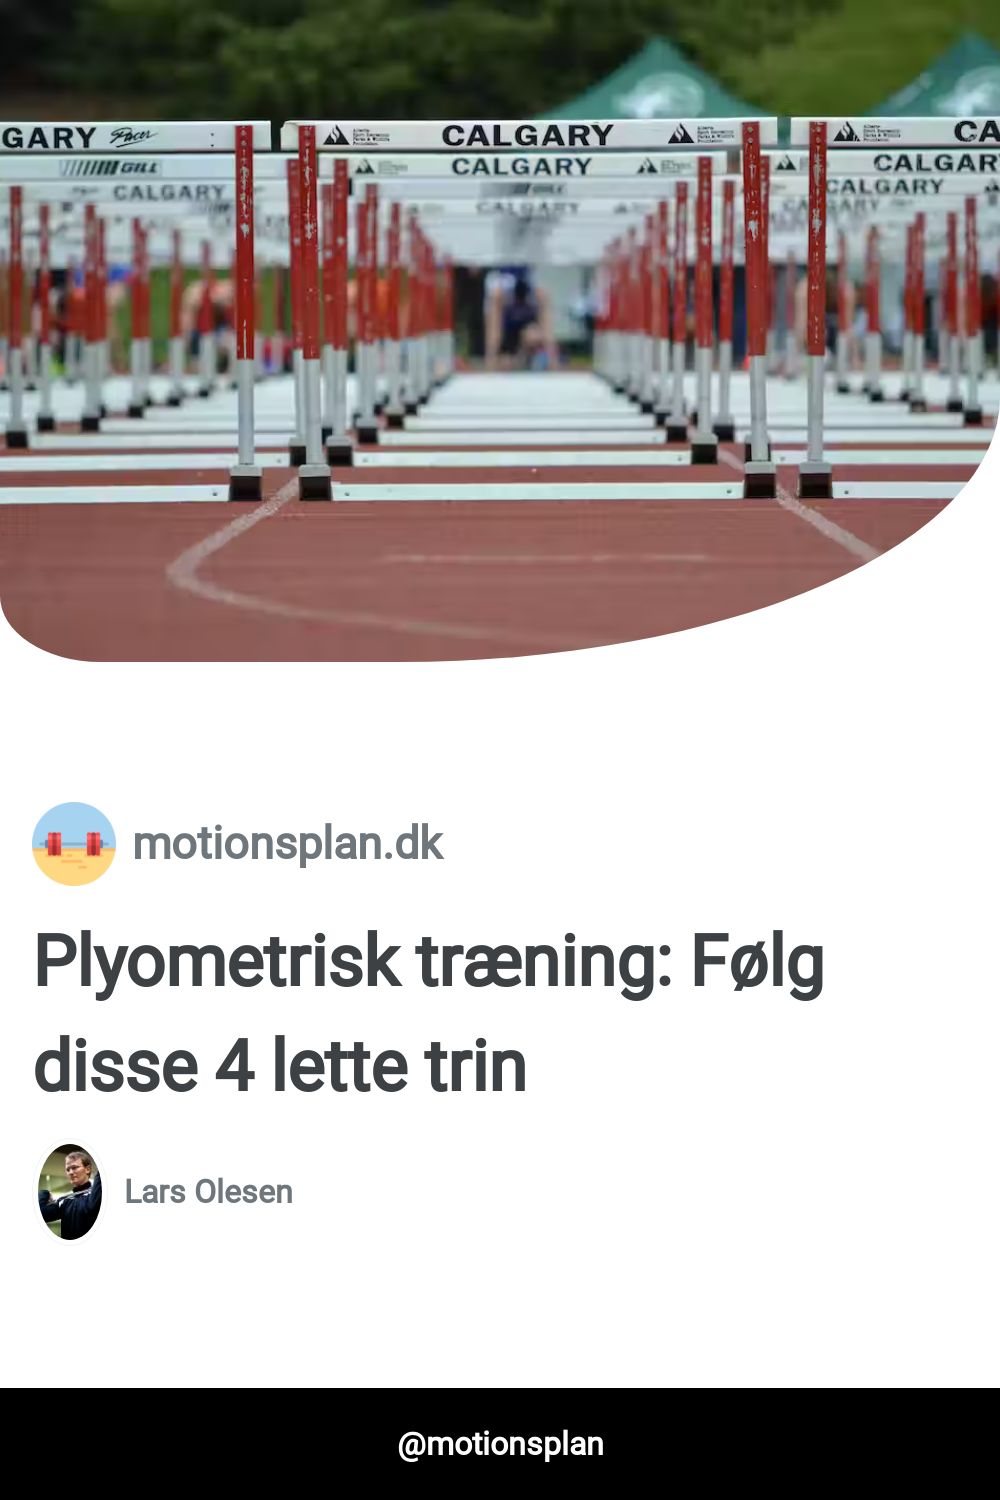 GARY Pacer
CALGARY
CA
GILL
CALGARY
CALGARY
CALGARY
GILL
CALGARY
CALGARY
CALGARY
motionsplan.dk
Plyometrisk træning: Følg
disse 4 lette trin
Lars Olesen
@motionsplan